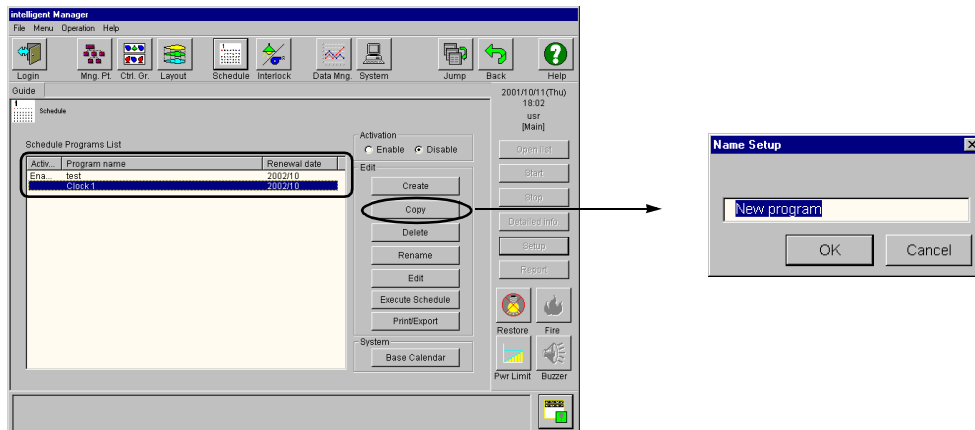 intelligent Manager
File Menu Operation Help
Login Mng. Pt. Ctrl. Gr. Layout Schedule Interlock Data Mng. System Jump Back Help
Guide
Schedule
2001/10/11(Thu)
18:02
usr
[Main]
Schedule Programs List
Activ... Program name Renewal date
Ena... test 2002/10
Clock 1 2002/10
Activation
Enable Disable
Edit
Create
Copy
Delete
Rename
Edit
Execute Schedule
Print/Export
System
Base Calendar
Open list
Start
Stop
Detailed info.
Setup
Report
Restore Fire
Pwr Limit Buzzer
Name Setup
New program
OK Cancel